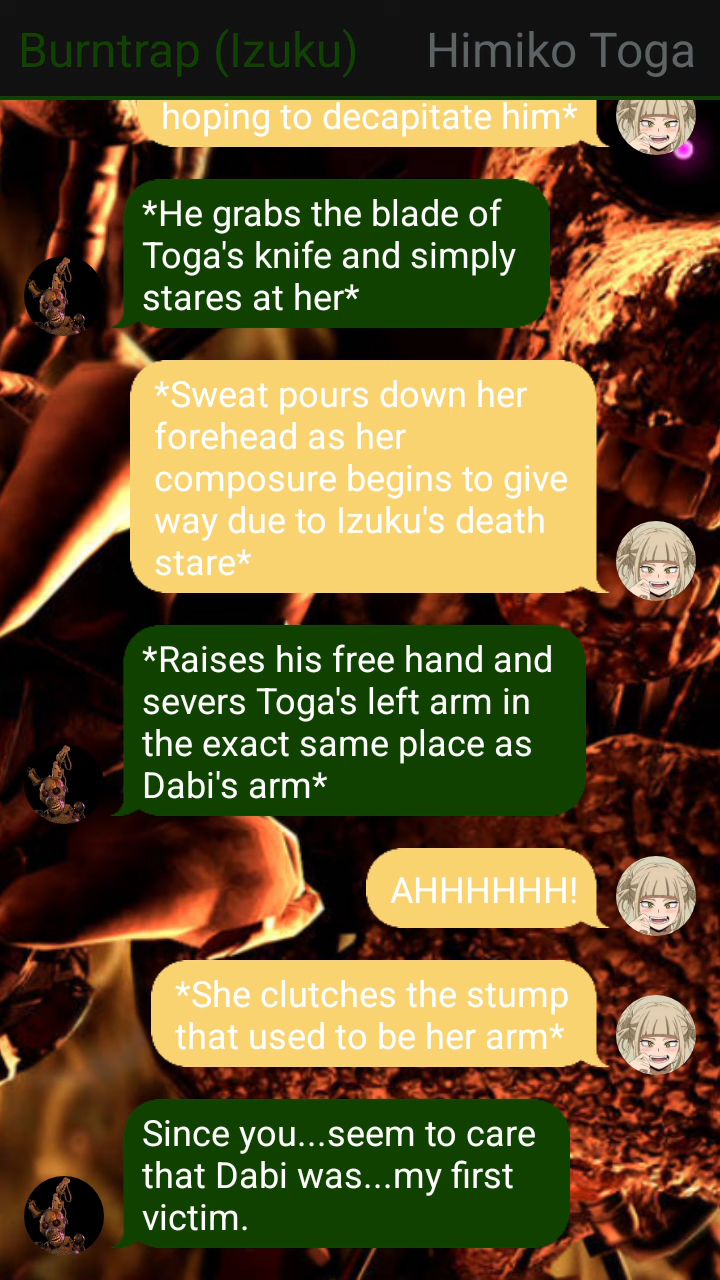 Burntrap (Izuku) Himiko Toga
hoping to decapitate him*
*He grabs the blade of
Toga's knife and simply
stares at her*
*Sweat pours down her
forehead as her
composure begins to give
way due to Izuku's death
stare*
*Raises his free hand and
severs Toga's left arm in
the exact same place as
Dabi's arm*
AHHHHHH!
*She clutches the stump
that used to be her arm*
Since you...seem to care
that Dabi was...my first
victim.